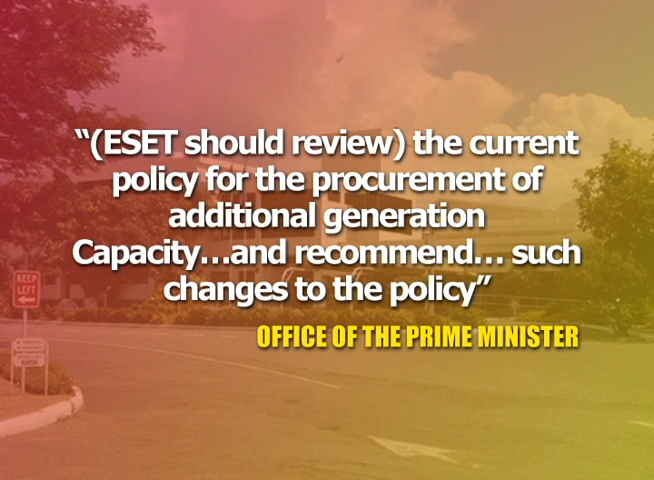 “(ESET should review) the current
policy for the procurement of
additional generation
Capacity...and recommend... such
changes to the policy”
OFFICE OF THE PRIME MINISTER
KEEP
LEFT